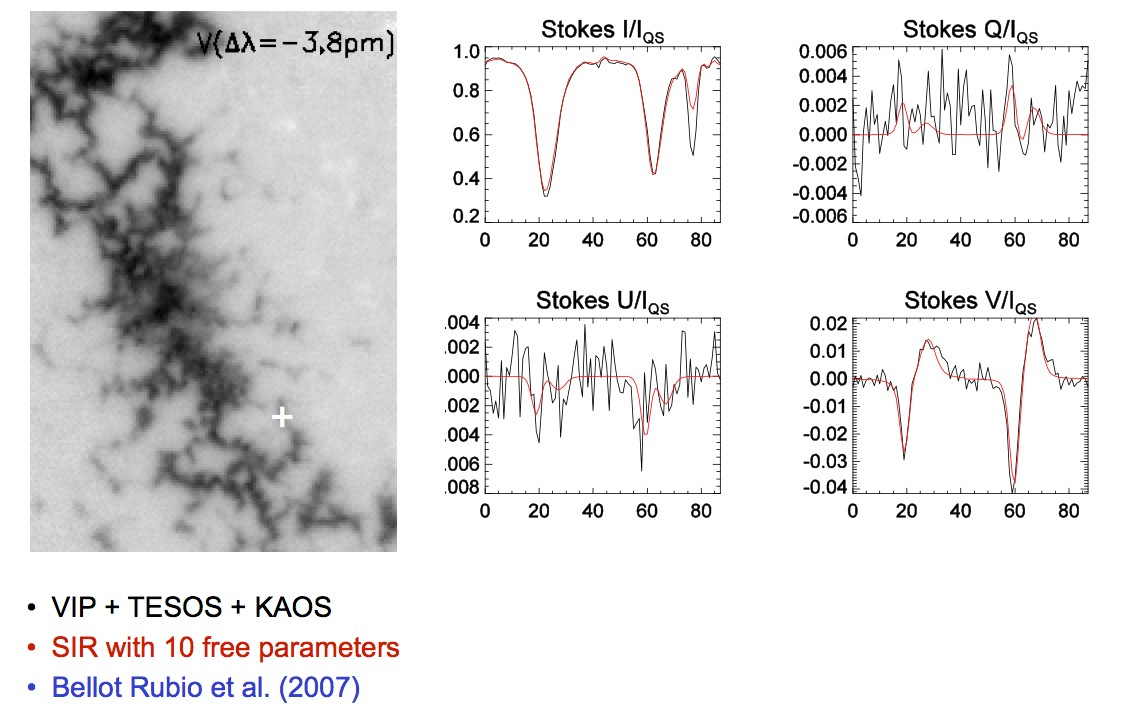 V(Δλ=−3,8pm)
Stokes I/IQS
1.0
0.8
0.6
0.4
0.2
0 20 40 60 80
Stokes Q/IQS
0.006
0.004
0.002
0.000
-0.002
-0.004
-0.006
0 20 40 60 80
Stokes U/IQS
.004
.002
.000
.002
.004
.006
.008
0 20 40 60 80
Stokes V/IQS
0.02
0.01
0.00
-0.01
-0.02
-0.03
-0.04
0 20 40 60 80
• VIP + TESOS + KAOS
• SIR with 10 free parameters
• Bellot Rubio et al. (2007)